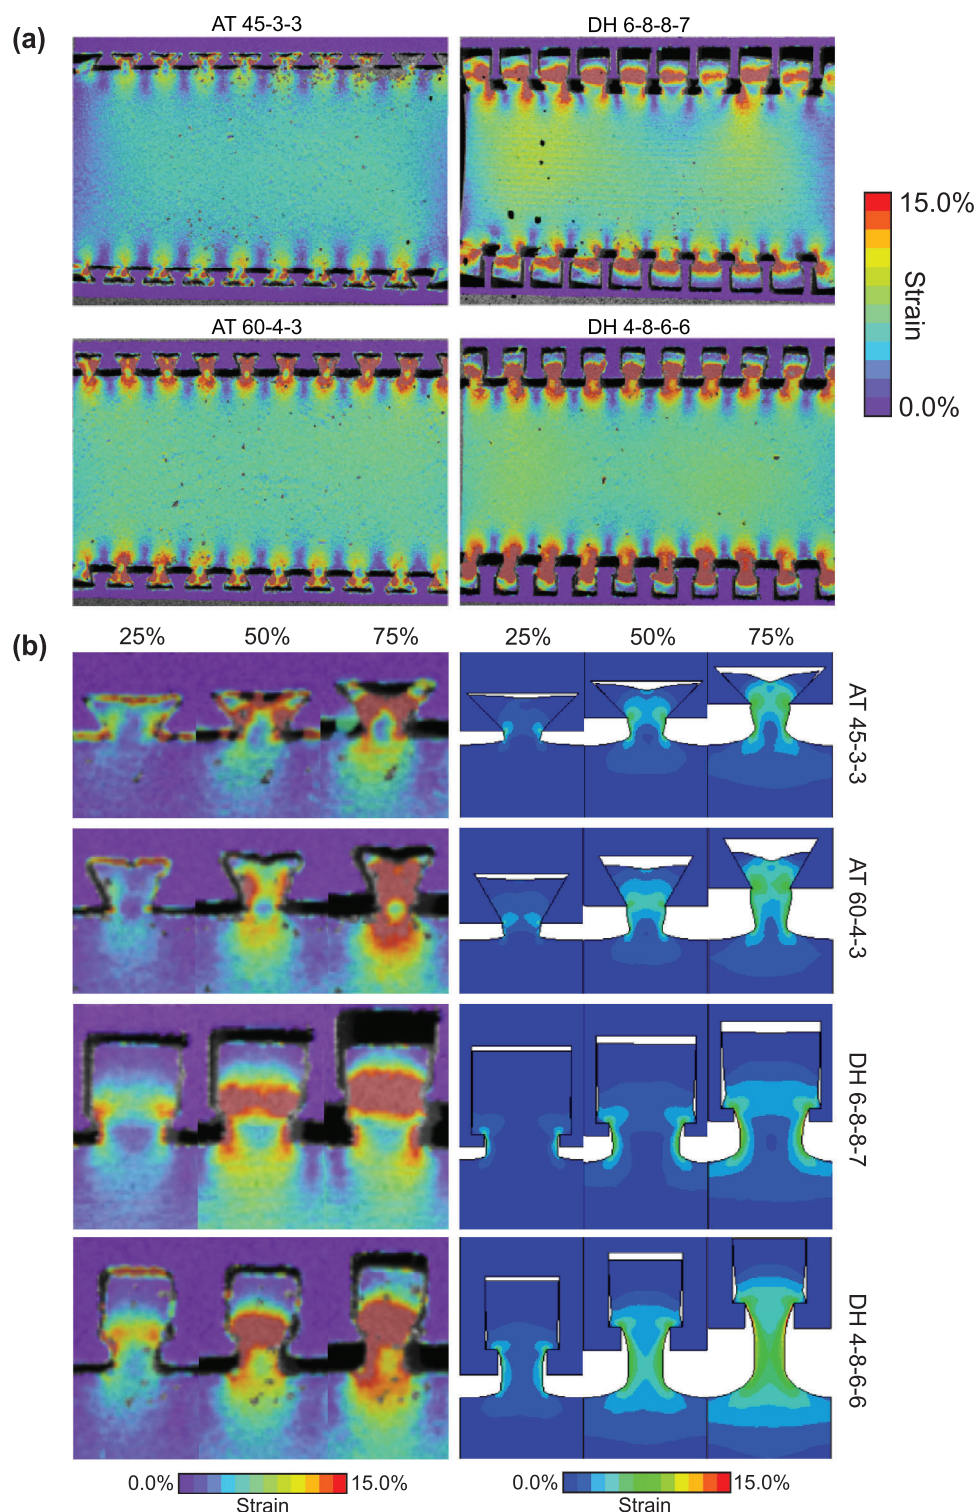 (a)
AT 45-3-3
DH 6-8-8-7
15.0%
Strain
0.0%
AT 60-4-3
DH 4-8-6-6
(b)
25%
50%
75%
25%
50%
75%
AT 45-3-3
AT 60-4-3
DH 6-8-8-7
DH 4-8-6-6
0.0%
15.0%
Strain
0.0%
15.0%
Strain